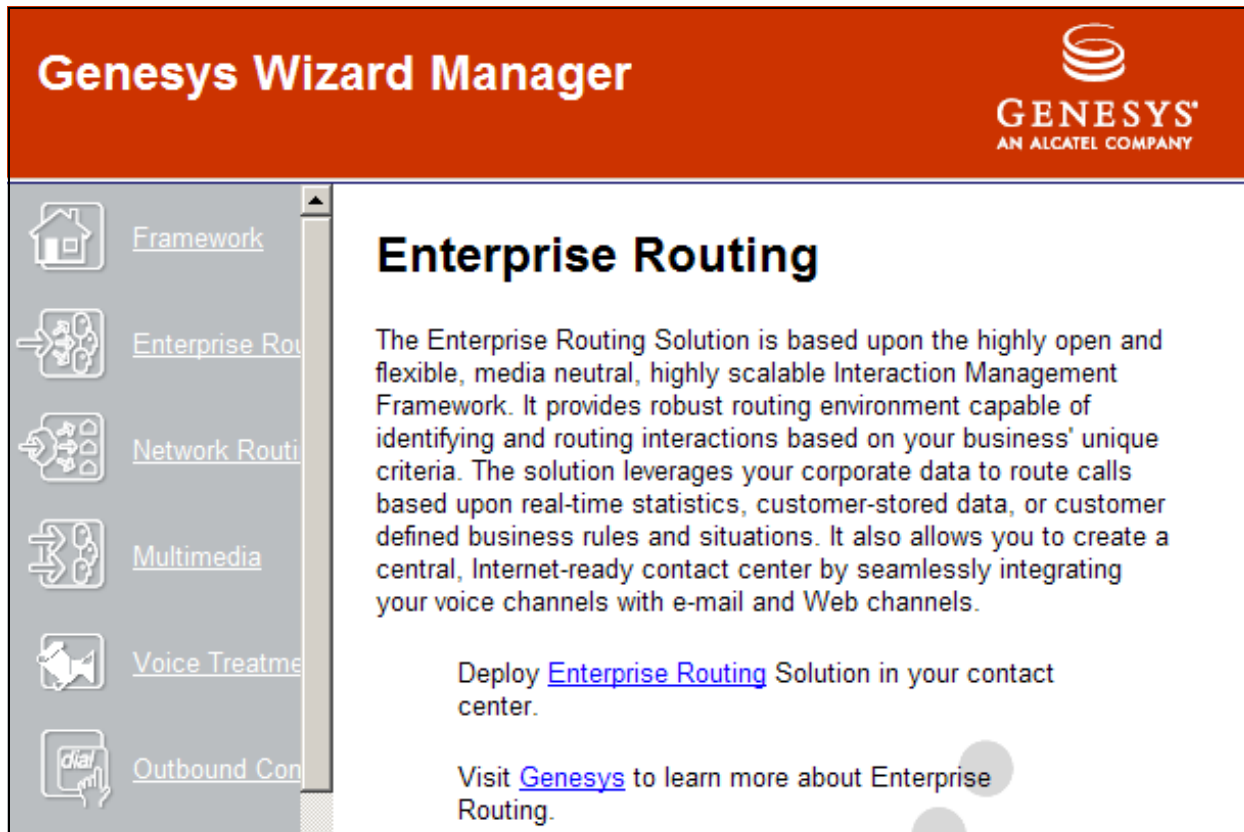 Genesys Wizard Manager
GENESYS®
AN ALCATEL COMPANY
Framework
Enterprise Rou
Network Routi
Multimedia
Voice Treatme
dial
Outbound Con
Enterprise Routing
The Enterprise Routing Solution is based upon the highly open and
flexible, media neutral, highly scalable Interaction Management
Framework. It provides robust routing environment capable of
identifying and routing interactions based on your business' unique
criteria. The solution leverages your corporate data to route calls
based upon real-time statistics, customer-stored data, or customer
defined business rules and situations. It also allows you to create a
central, Internet-ready contact center by seamlessly integrating
your voice channels with e-mail and Web channels.
Deploy Enterprise Routing Solution in your contact
center.
Visit Genesys to learn more about Enterprise
Routing.